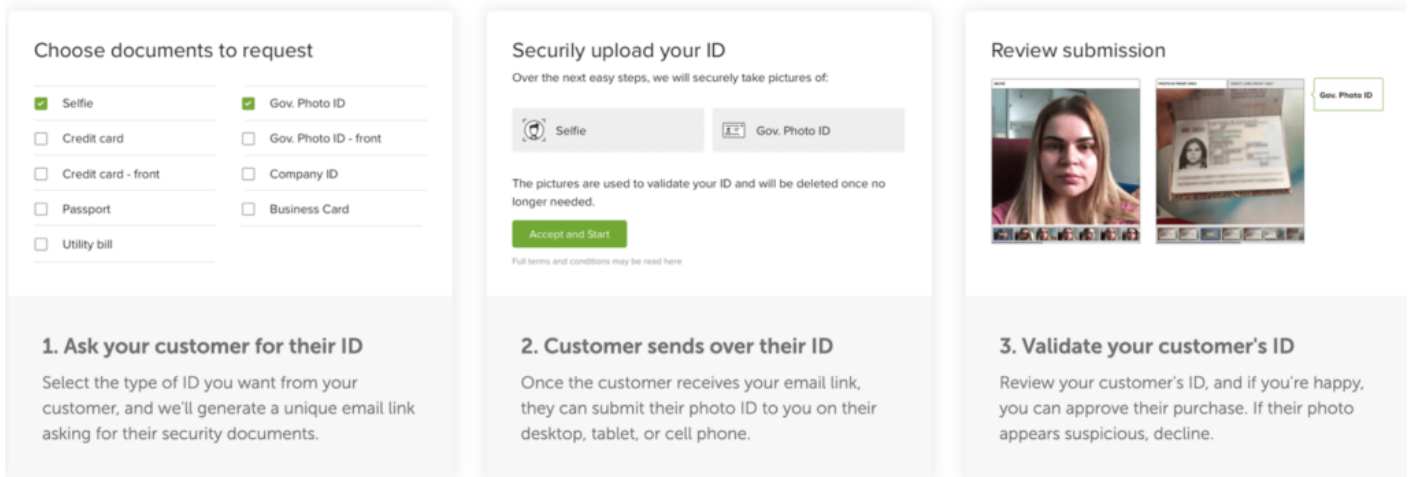 Choose documents to request
Selfie
Gov. Photo ID
Credit card
Gov. Photo ID - front
Credit card - front
Company ID
Passport
Business Card
Utility bill
1. Ask your customer for their ID
Select the type of ID you want from your
customer, and we'll generate a unique email link
asking for their security documents.
Securily upload your ID
Over the next easy steps, we will securely take pictures of:
Selfie
Gov. Photo ID
The pictures are used to validate your ID and will be deleted once no
longer needed.
Accept and Start
Full terms and conditions may be read here
2. Customer sends over their ID
Once the customer receives your email link,
they can submit their photo ID to you on their
desktop, tablet, or cell phone.
Review submission
SELFIE
Gov. Photo ID
3. Validate your customer's ID
Review your customer's ID, and if you're happy,
you can approve their purchase. If their photo
appears suspicious, decline.